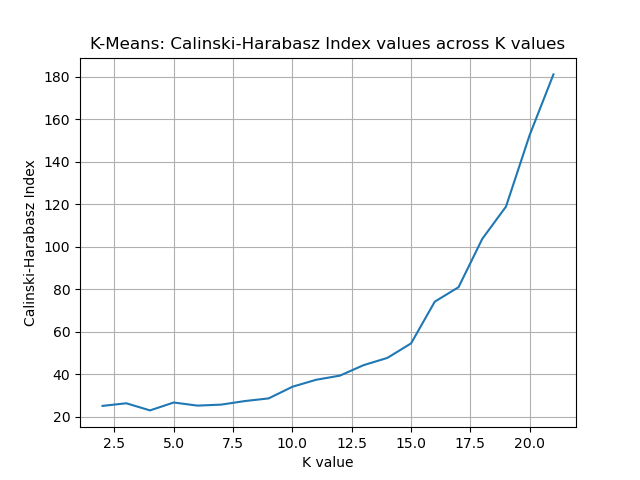 K-Means: Calinski-Harabasz Index values across K values
180
160
140
120
100
80
60
40
20
Calinski-Harabasz Index
2.5 5.0 7.5 10.0 12.5 15.0 17.5 20.0
K value